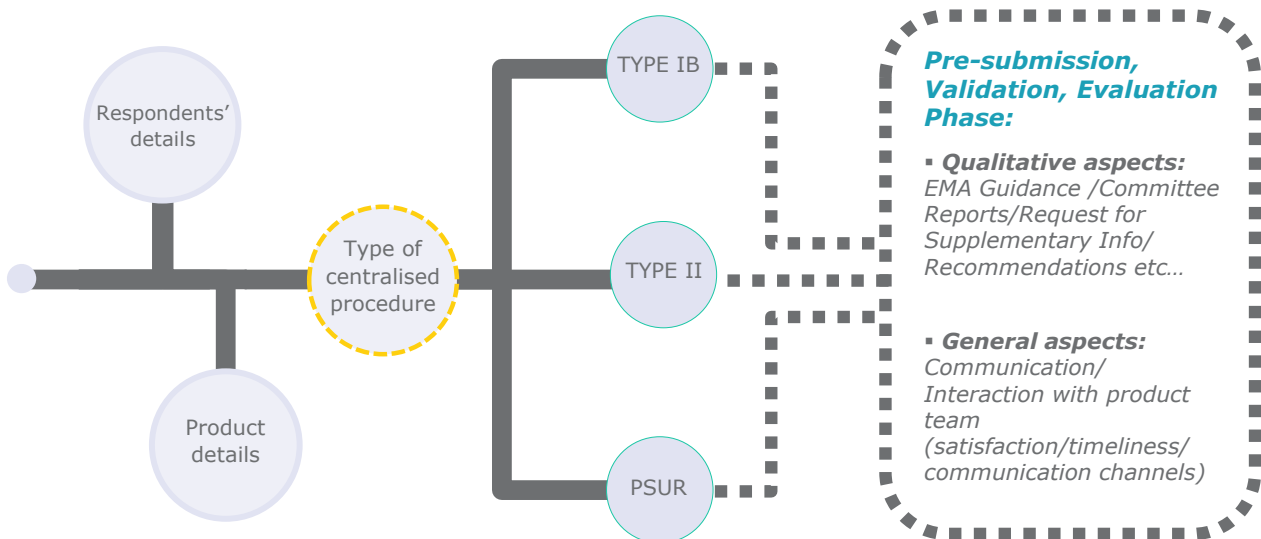 Respondents’
details
Product
details
Type of
centralised
procedure
TYPE IB
TYPE II
PSUR
Pre-submission,
Validation, Evaluation
Phase:
▪ Qualitative aspects:
EMA Guidance /Committee
Reports/Request for
Supplementary Info/
Recommendations etc…
▪ General aspects:
Communication/
Interaction with product
team
(satisfaction/timeliness/
communication channels)